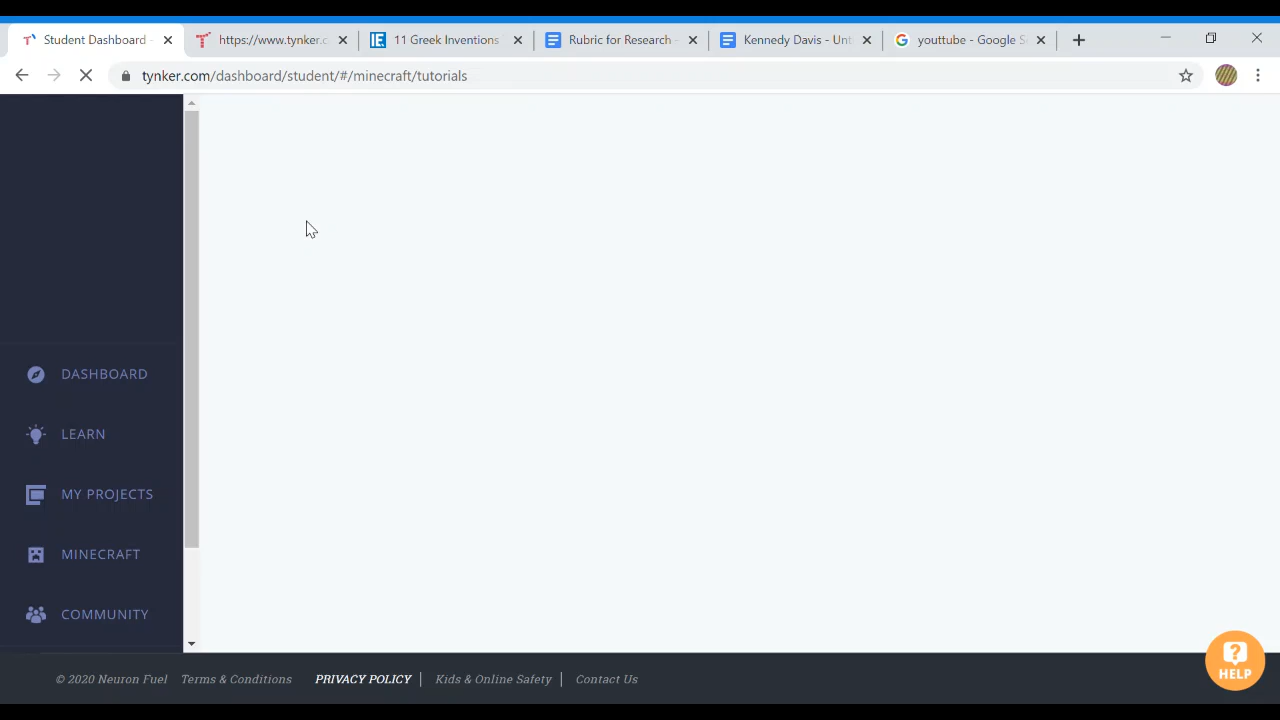 Student Dashboard -
https://www.tynker.c
11 Greek Inventions
Rubric for Research -
Kennedy Davis - Unt
youttube - Google S
tynker.com/dashboard/student/#/minecraft/tutorials
DASHBOARD
LEARN
MY PROJECTS
MINECRAFT
COMMUNITY
© 2020 Neuron Fuel Terms & Conditions PRIVACY POLICY | Kids & Online Safety | Contact Us
?
HELP